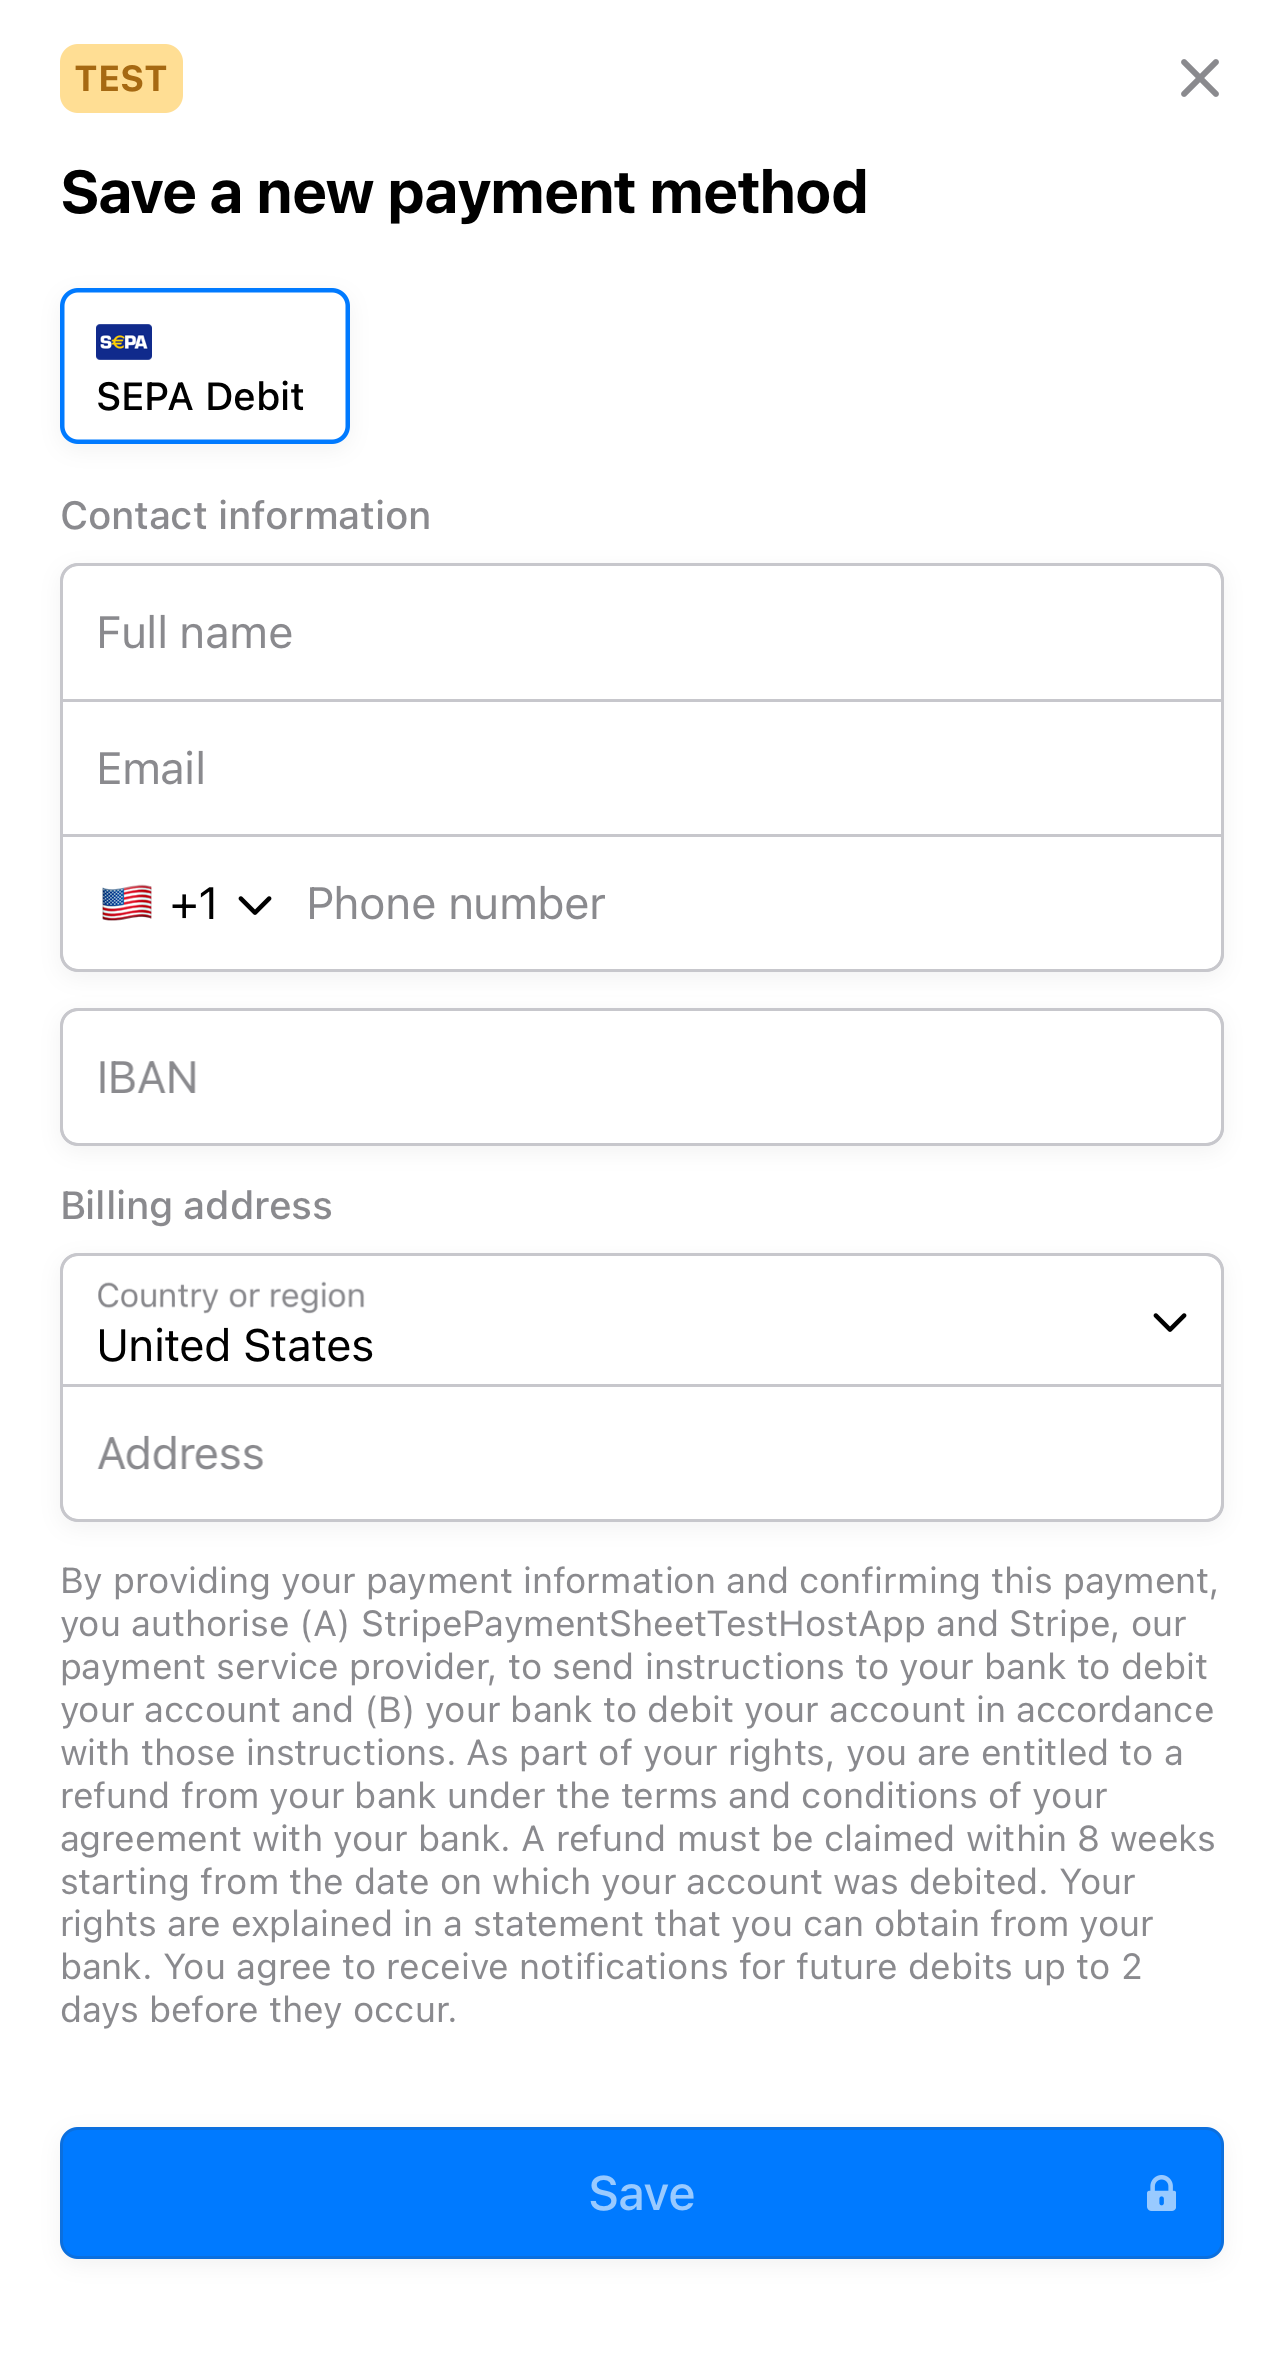 TEST
Save a new payment method
S€PA
SEPA Debit
Contact information
Full name
Email
+1 Phone number
IBAN
Billing address
Country or region
United States
Address
By providing your payment information and confirming this payment,
you authorise (A) StripePaymentSheetTestHostApp and Stripe, our
payment service provider, to send instructions to your bank to debit
your account and (B) your bank to debit your account in accordance
with those instructions. As part of your rights, you are entitled to a
refund from your bank under the terms and conditions of your
agreement with your bank. A refund must be claimed within 8 weeks
starting from the date on which your account was debited. Your
rights are explained in a statement that you can obtain from your
bank. You agree to receive notifications for future debits up to 2
days before they occur.
Save